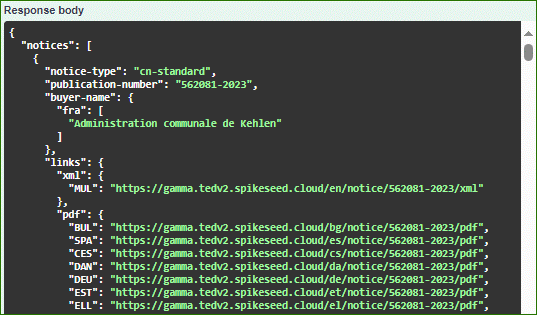 Response body
{
  "notices": [
    {
      "notice-type": "cn-standard",
      "publication-number": "562081-2023",
      "buyer-name": {
        "fra": [
          "Administration communale de Kehlen"
        ]
      },
      "links": {
        "xml": {
          "MUL": "https://gamma.tedv2.spikeseed.cloud/en/notice/562081-2023/xml"
        },
        "pdf": {
          "BUL": "https://gamma.tedv2.spikeseed.cloud/bg/notice/562081-2023/pdf",
          "SPA": "https://gamma.tedv2.spikeseed.cloud/es/notice/562081-2023/pdf",
          "CES": "https://gamma.tedv2.spikeseed.cloud/cs/notice/562081-2023/pdf",
          "DAN": "https://gamma.tedv2.spikeseed.cloud/da/notice/562081-2023/pdf",
          "DEU": "https://gamma.tedv2.spikeseed.cloud/de/notice/562081-2023/pdf",
          "EST": "https://gamma.tedv2.spikeseed.cloud/et/notice/562081-2023/pdf",
          "ELL": "https://gamma.tedv2.spikeseed.cloud/el/notice/562081-2023/pdf",